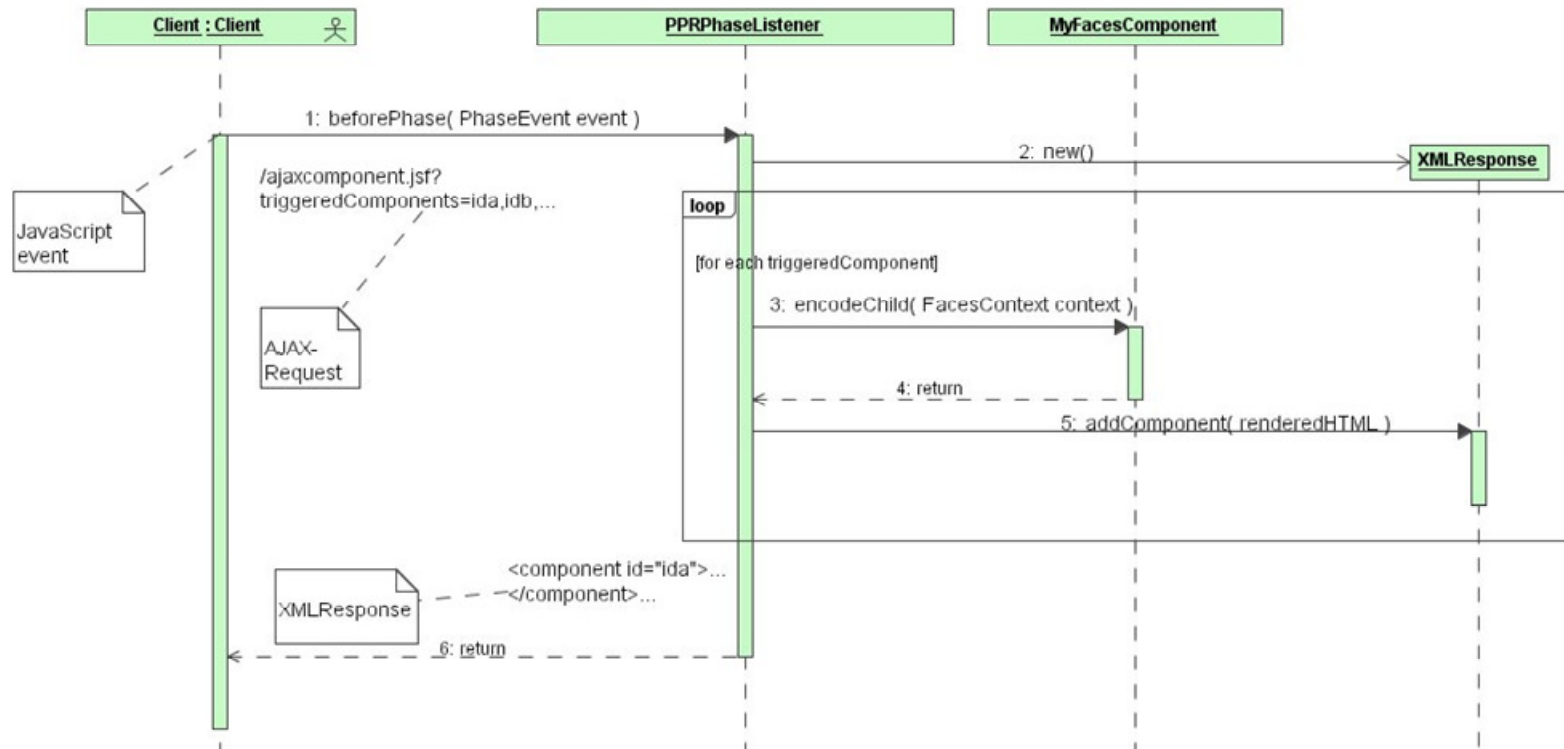 Client : Client
PPRPhaseListener
MyFacesComponent
1: beforePhase( PhaseEvent event )
2: new()
XMLResponse
/ajaxcomponent.jsf?
triggeredComponents=ida,idb,...
JavaScript
event
loop
[for each triggeredComponent]
3: encodeChild( FacesContext context )
AJAX-
Request
4: return
5: addComponent( renderedHTML )
<component id="ida">...
</component>...
XMLResponse
6: return